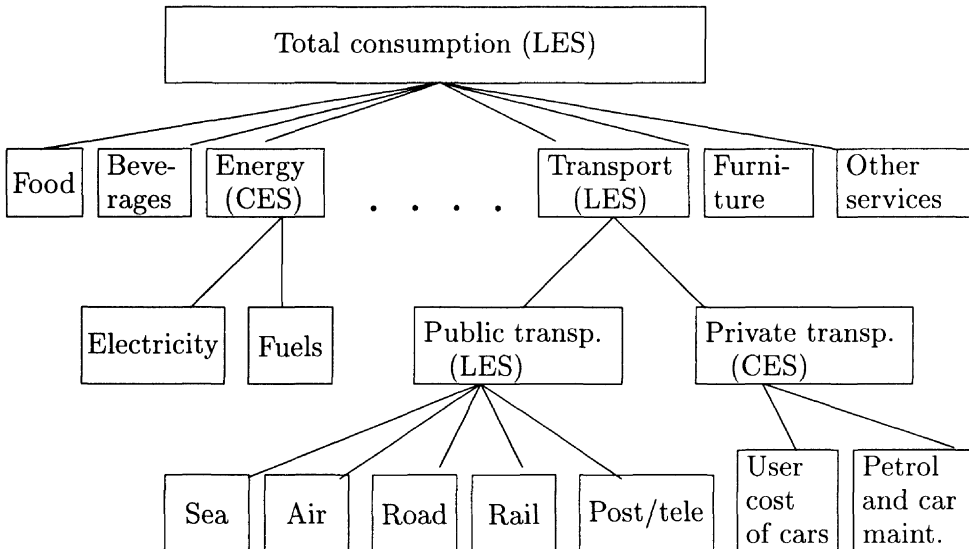 Total consumption (LES)
Food
Beve-
rages
Energy
(CES)
. . . .
Transport
(LES)
Furni-
ture
Other
services
Electricity
Fuels
Public transp.
(LES)
Private transp.
(CES)
Sea
Air
Road
Rail
Post/tele
User
cost
of cars
Petrol
and car
maint.